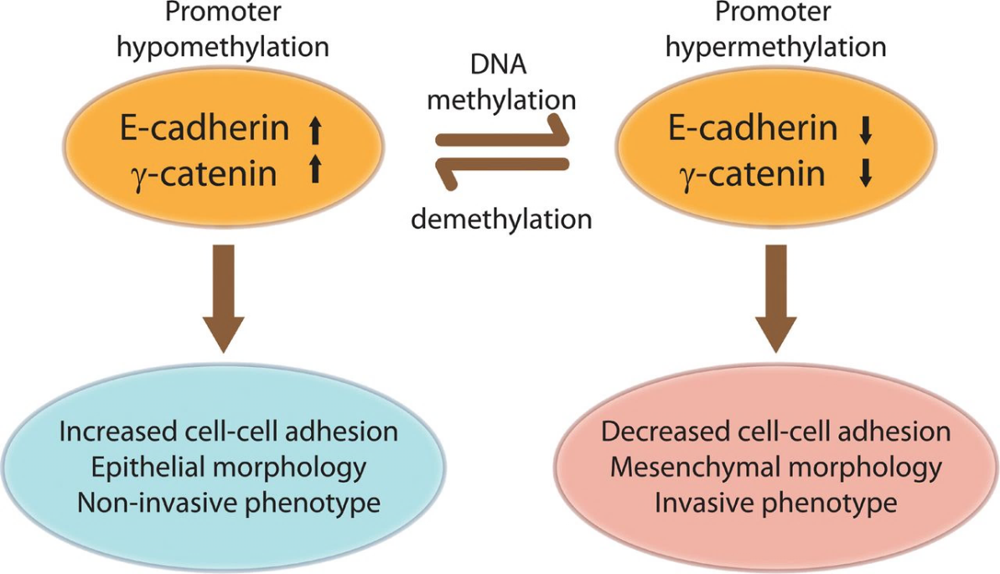 Promoter
hypomethylation
E-cadherin
γ-catenin
DNA
methylation
demethylation
Promoter
hypermethylation
E-cadherin
γ-catenin
Increased cell-cell adhesion
Epithelial morphology
Non-invasive phenotype
Decreased cell-cell adhesion
Mesenchymal morphology
Invasive phenotype